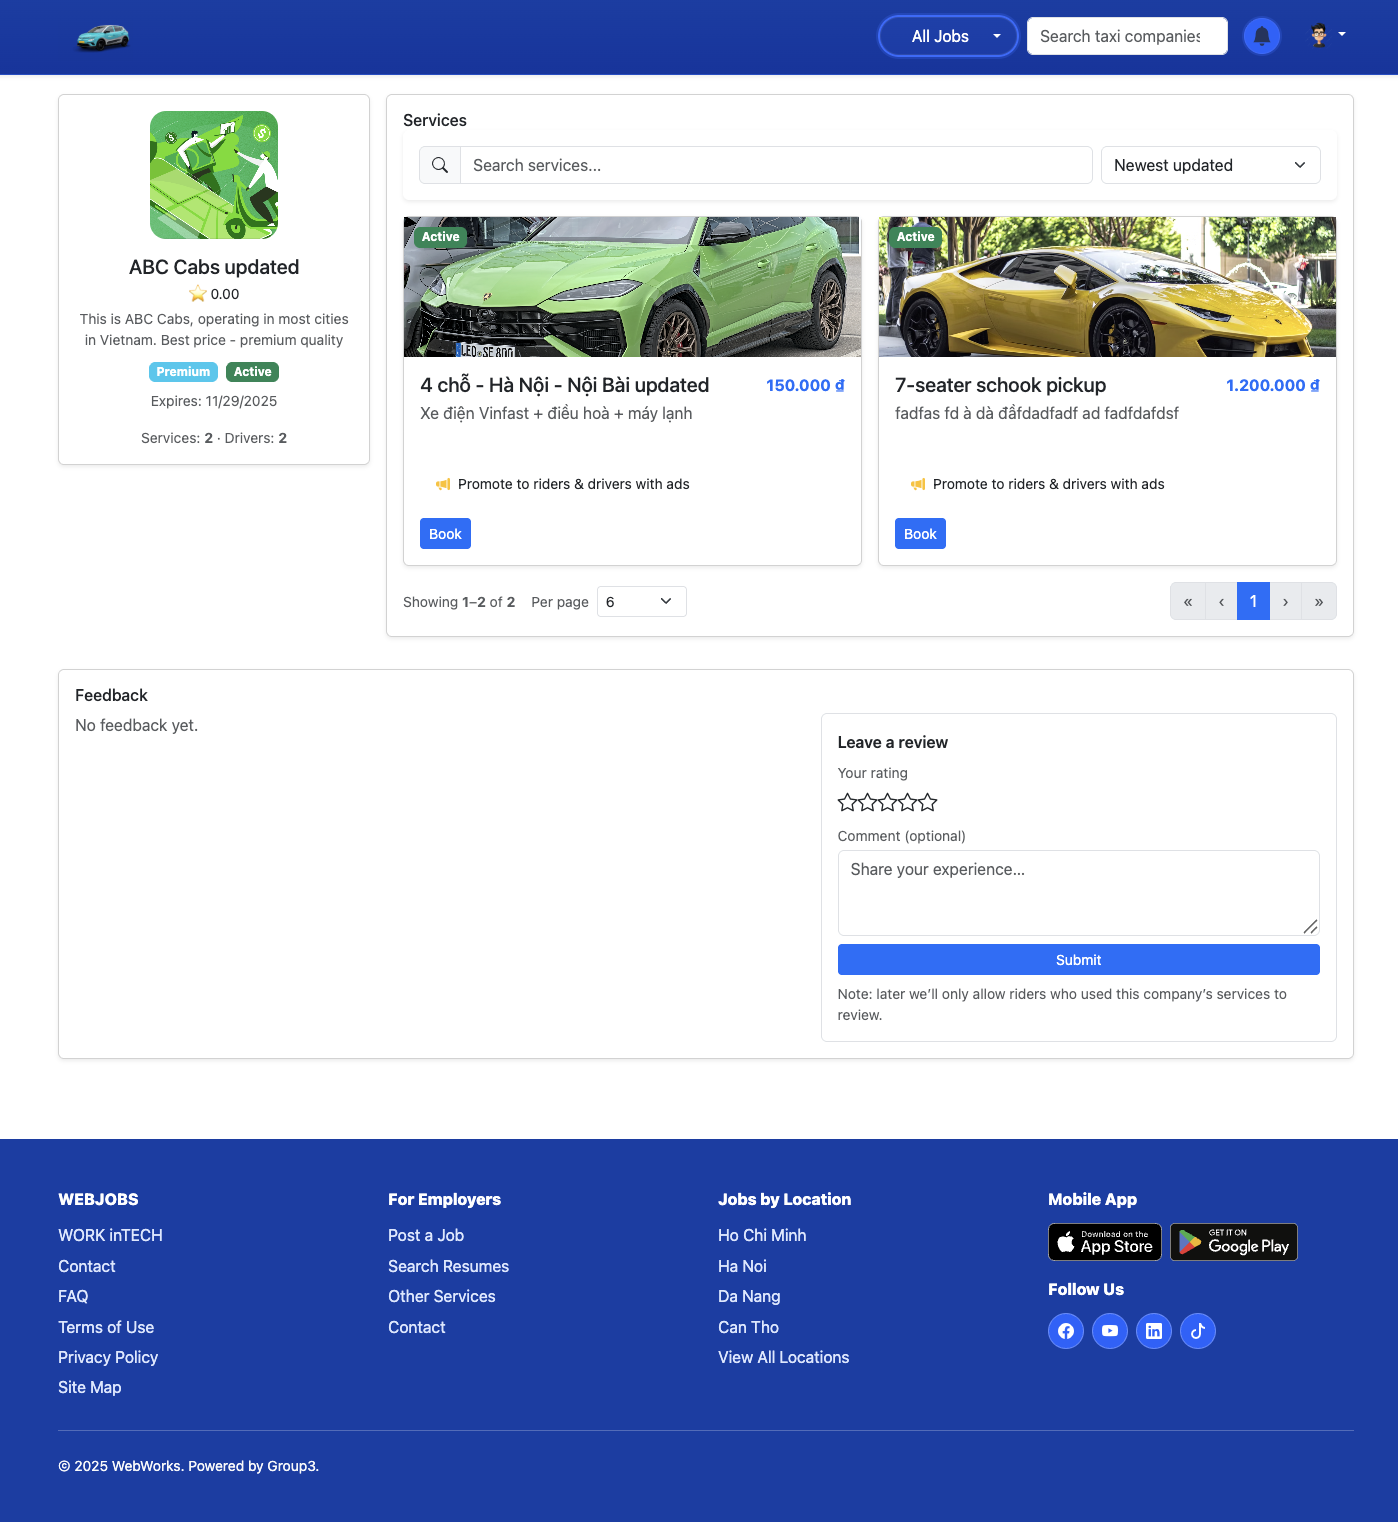 All Jobs
Search taxi companies
ABC Cabs updated
0.00
This is ABC Cabs, operating in most cities
in Vietnam. Best price - premium quality
Premium Active
Expires: 11/29/2025
Services: 2 · Drivers: 2
Services
Search services...
Newest updated
Active
4 chỗ - Hà Nội - Nội Bài updated
150.000 ₫
Xe điện Vinfast + điều hoà + máy lạnh
Promote to riders & drivers with ads
Book
Active
7-seater schook pickup
1.200.000 ₫
fadfas fd à dà đẫfdadfadf ad fadfdafdsf
Promote to riders & drivers with ads
Book
Showing 1–2 of 2
Per page
6
« ‹ 1 › »
Feedback
No feedback yet.
Leave a review
Your rating
Comment (optional)
Share your experience...
Submit
Note: later we’ll only allow riders who used this company’s services to
review.
WEBJOBS
WORK inTECH
Contact
FAQ
Terms of Use
Privacy Policy
Site Map
For Employers
Post a Job
Search Resumes
Other Services
Contact
Jobs by Location
Ho Chi Minh
Ha Noi
Da Nang
Can Tho
View All Locations
Mobile App
Download on the
App Store
GET IT ON
Google Play
Follow Us
© 2025 WebWorks. Powered by Group3.